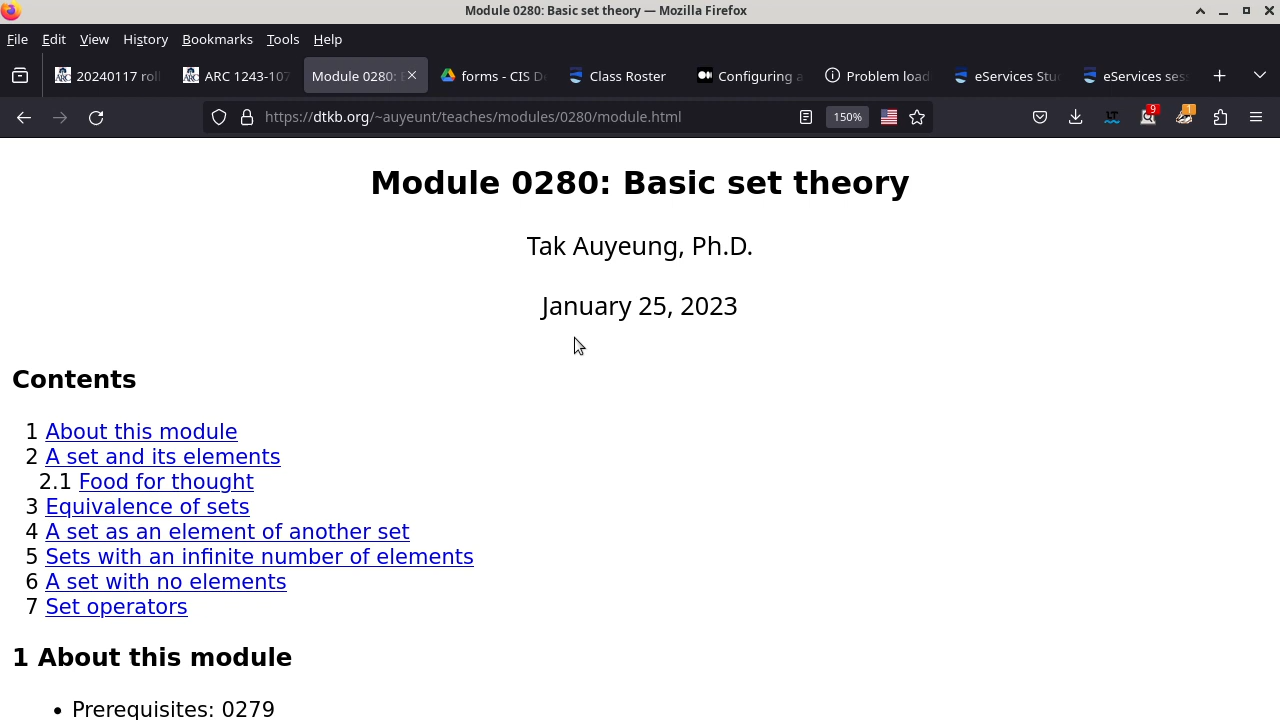 Module 0280: Basic set theory — Mozilla Firefox
File Edit View History Bookmarks Tools Help
20240117 roll ARC 1243-107 Module 0280: forms - CIS D Class Roster Configuring a Problem load eServices Stu eServices ses
https://dtkb.org/~auyeunt/teaches/modules/0280/module.html 150% 9 1
Module 0280: Basic set theory
Tak Auyeung, Ph.D.
January 25, 2023
Contents
1 About this module
2 A set and its elements
2.1 Food for thought
3 Equivalence of sets
4 A set as an element of another set
5 Sets with an infinite number of elements
6 A set with no elements
7 Set operators
1 About this module
• Prerequisites: 0279